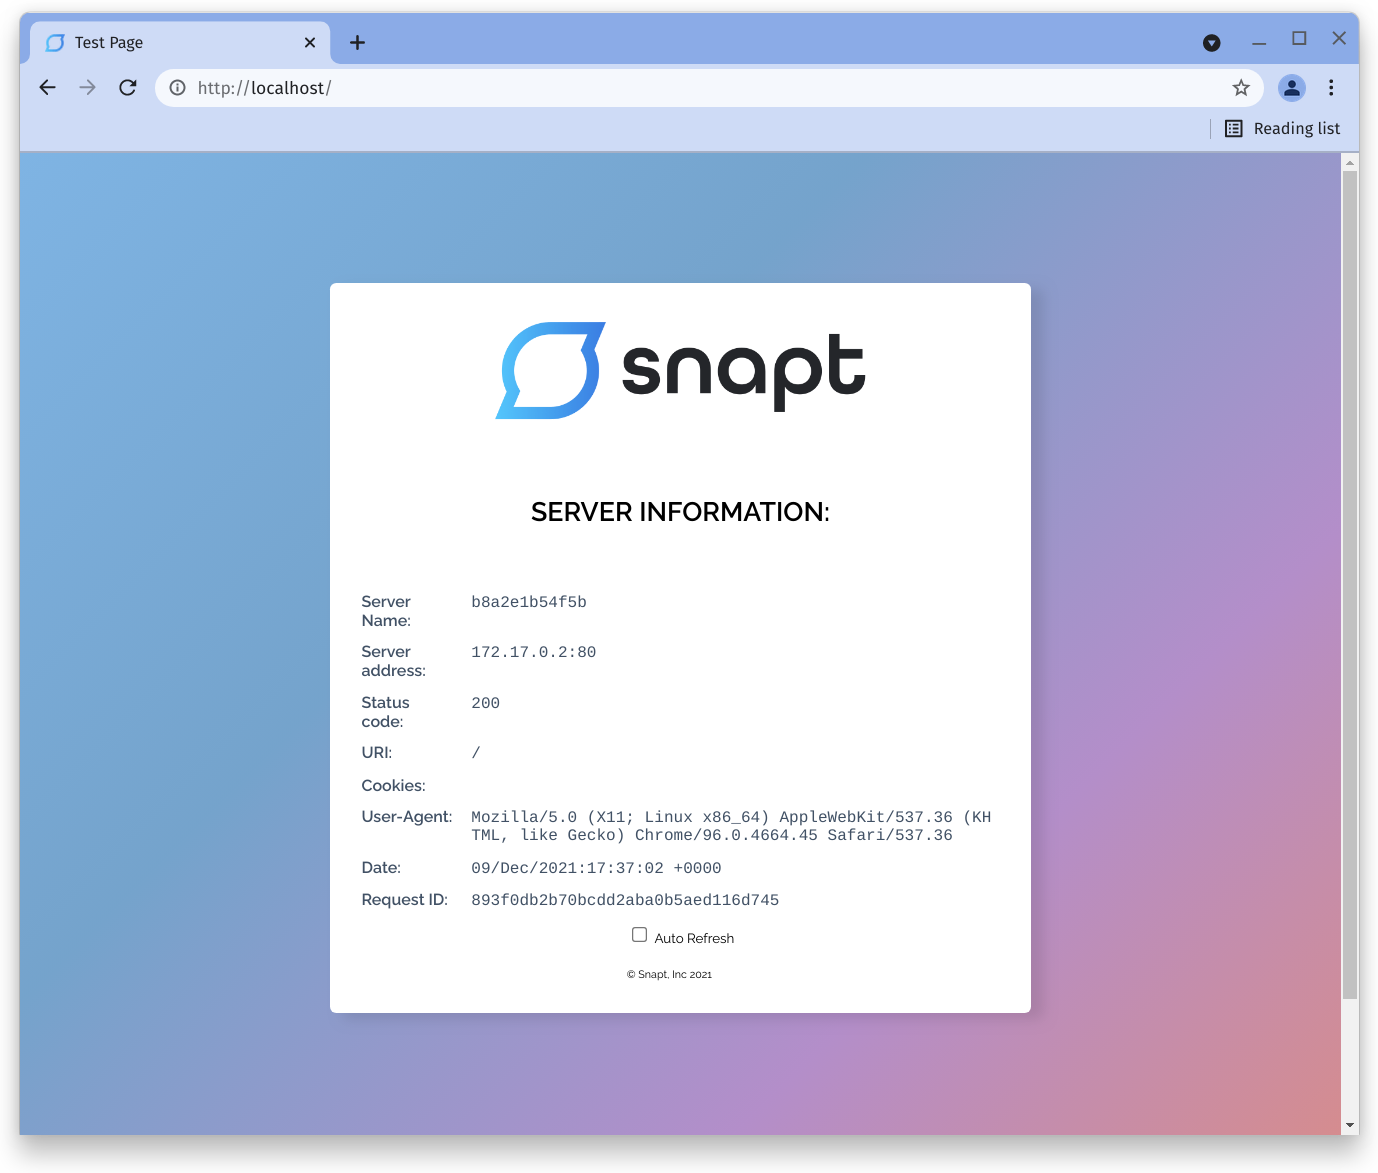 Test Page
http://localhost/
Reading list
snapt
SERVER INFORMATION:
Server Name: b8a2e1b54f5b
Server address: 172.17.0.2:80
Status code: 200
URI: /
Cookies:
User-Agent: Mozilla/5.0 (X11; Linux x86_64) AppleWebKit/537.36 (KH
TML, like Gecko) Chrome/96.0.4664.45 Safari/537.36
Date: 09/Dec/2021:17:37:02 +0000
Request ID: 893f0db2b70bcdd2aba0b5aed116d745
Auto Refresh
© Snapt, Inc 2021